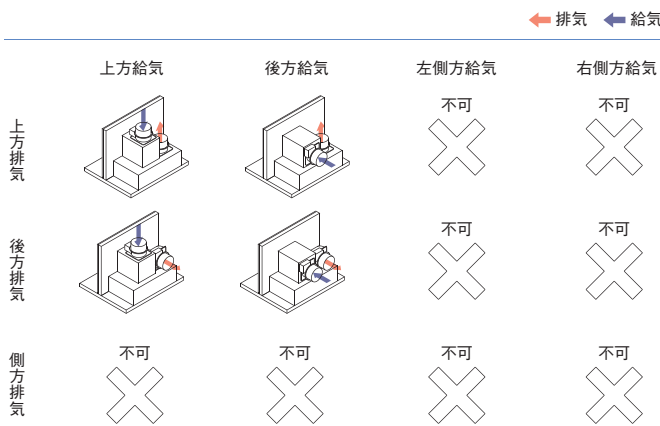 排気 給気
上方給気 後方給気 左側方給気 右側方給気
上方排気 不可 不可
後方排気 不可 不可
側方排気 不可 不可 不可 不可